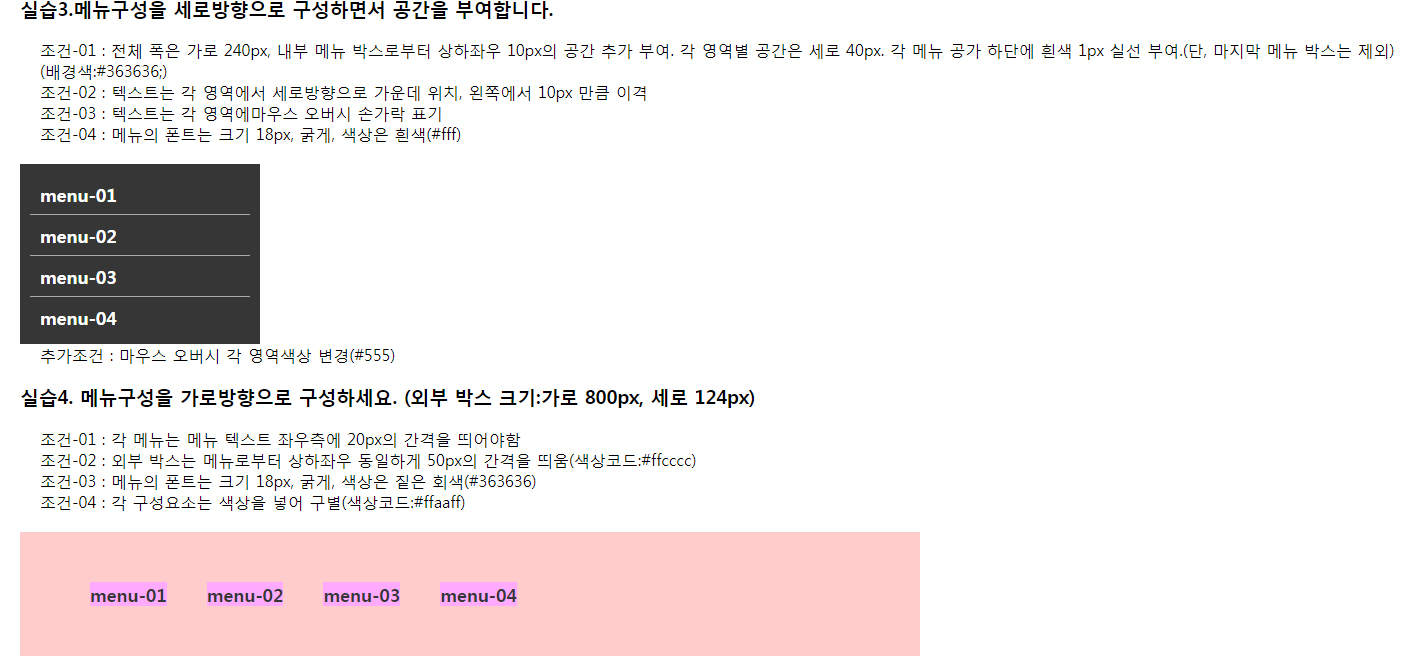 실습3.메뉴구성을 세로방향으로 구성하면서 공간을 부여합니다.
조건-01 : 전체 폭은 가로 240px, 내부 메뉴 박스로부터 상하좌우 10px의 공간 추가 부여. 각 영역별 공간은 세로 40px. 각 메뉴 공가 하단에 흰색 1px 실선 부여.(단, 마지막 메뉴 박스는 제외)
(배경색:#363636;)
조건-02 : 텍스트는 각 영역에서 세로방향으로 가운데 위치, 왼쪽에서 10px 만큼 이격
조건-03 : 텍스트는 각 영역에마우스 오버시 손가락 표기
조건-04 : 메뉴의 폰트는 크기 18px, 굵게, 색상은 흰색(#fff)
menu-01
menu-02
menu-03
menu-04
추가조건 : 마우스 오버시 각 영역색상 변경(#555)
실습4. 메뉴구성을 가로방향으로 구성하세요. (외부 박스 크기:가로 800px, 세로 124px)
조건-01 : 각 메뉴는 메뉴 텍스트 좌우측에 20px의 간격을 띄어야함
조건-02 : 외부 박스는 메뉴로부터 상하좌우 동일하게 50px의 간격을 띄움(색상코드:#ffcccc)
조건-03 : 메뉴의 폰트는 크기 18px, 굵게, 색상은 짙은 회색(#363636)
조건-04 : 각 구성요소는 색상을 넣어 구별(색상코드:#ffaaff)
menu-01 menu-02 menu-03 menu-04